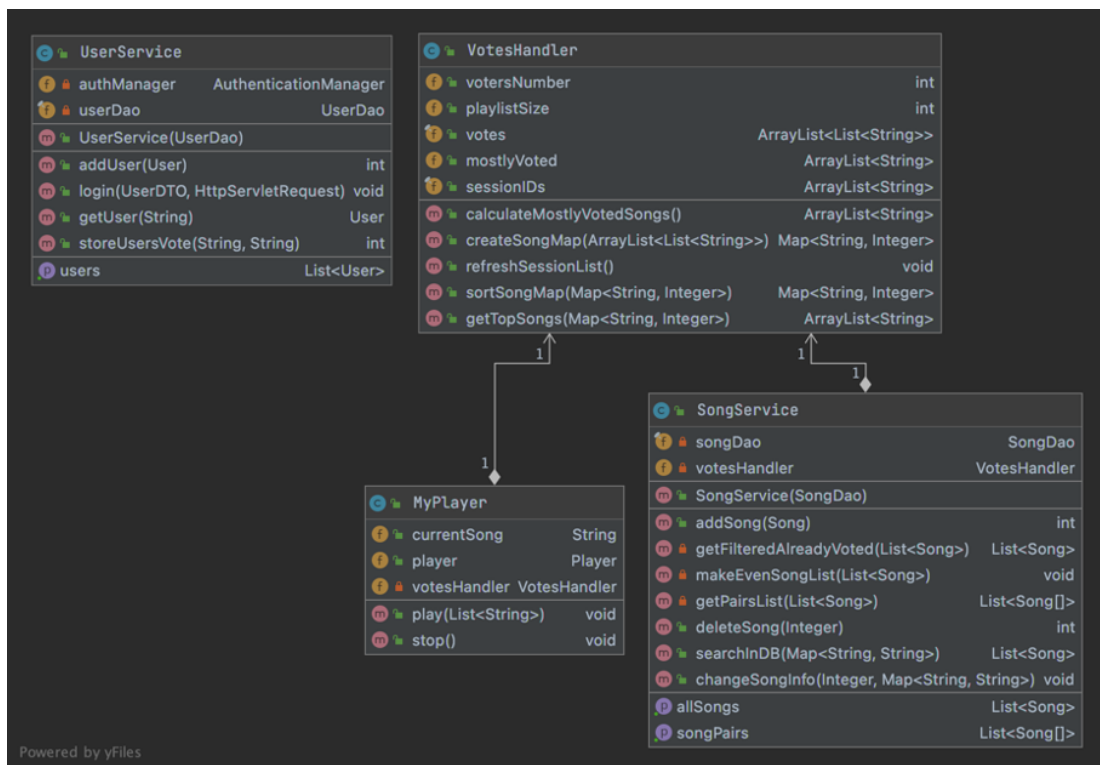 UserService
authManager AuthenticationManager
userDao UserDao
UserService(UserDao)
addUser(User) int
login(UserDTO, HttpServletRequest) void
getUser(String) User
storeUsersVote(String, String) int
users List<User>
VotesHandler
votersNumber int
playlistSize int
votes ArrayList<List<String>>
mostlyVoted ArrayList<String>
sessionIDs ArrayList<String>
calculateMostlyVotedSongs() ArrayList<String>
createSongMap(ArrayList<List<String>>) Map<String, Integer>
refreshSessionList() void
sortSongMap(Map<String, Integer>) Map<String, Integer>
getTopSongs(Map<String, Integer>) ArrayList<String>
1
1
1
1
MyPlayer
currentSong String
player Player
votesHandler VotesHandler
play(List<String>) void
stop() void
SongService
songDao SongDao
votesHandler VotesHandler
SongService(SongDao)
addSong(Song) int
getFilteredAlreadyVoted(List<Song>) List<Song>
makeEvenSongList(List<Song>) void
getPairsList(List<Song>) List<Song[]>
deleteSong(Integer) int
searchInDB(Map<String, String>) List<Song>
changeSongInfo(Integer, Map<String, String>) void
allSongs List<Song>
songPairs List<Song[]>
Powered by yFiles